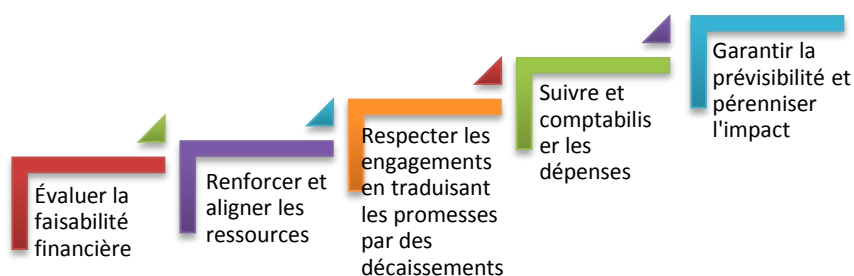 Évaluer la
faisabilité
financière
Renforcer et
aligner les
ressources
Respecter les
engagements
en traduisant
les promesses
par des
décaissements
Suivre et
comptabilis
er les
dépenses
Garantir la
prévisibilité et
pérenniser
l'impact